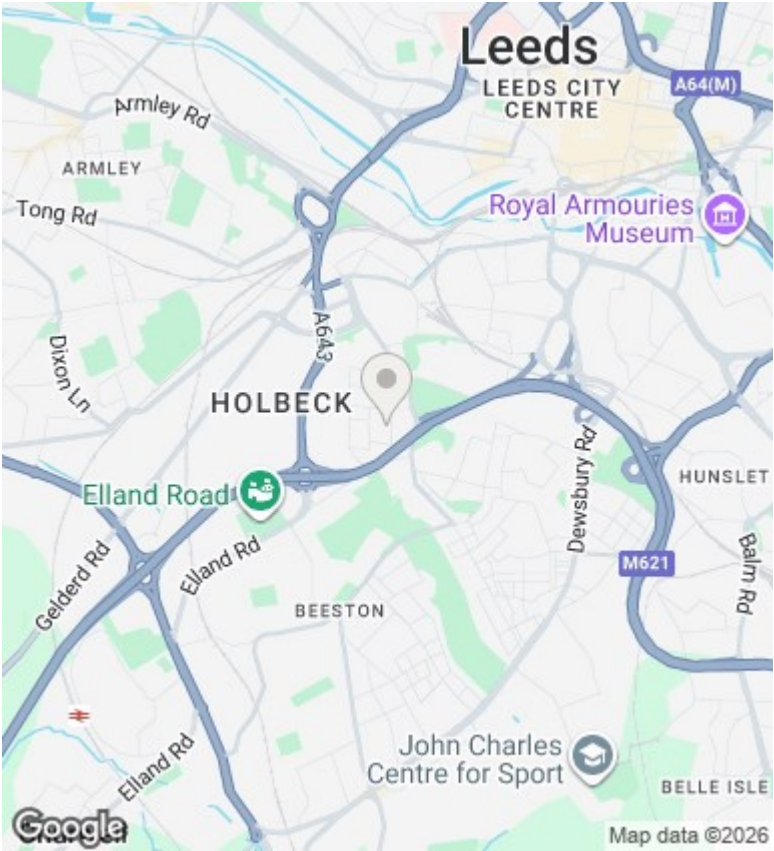 Leeds
LEEDS CITY
CENTRE
A64(M)
Armley Rd
ARMLEY
Tong Rd
Royal Armouries
Museum
A643
Dixon Ln
HOLBECK
Elland Road
Dewsbury Rd
HUNSLET
Gelderd Rd
Elland Rd
M621
Balm Rd
BEESTON
Elland Rd
John Charles
Centre for Sport
BELLE ISLE
Google
Map data ©2026